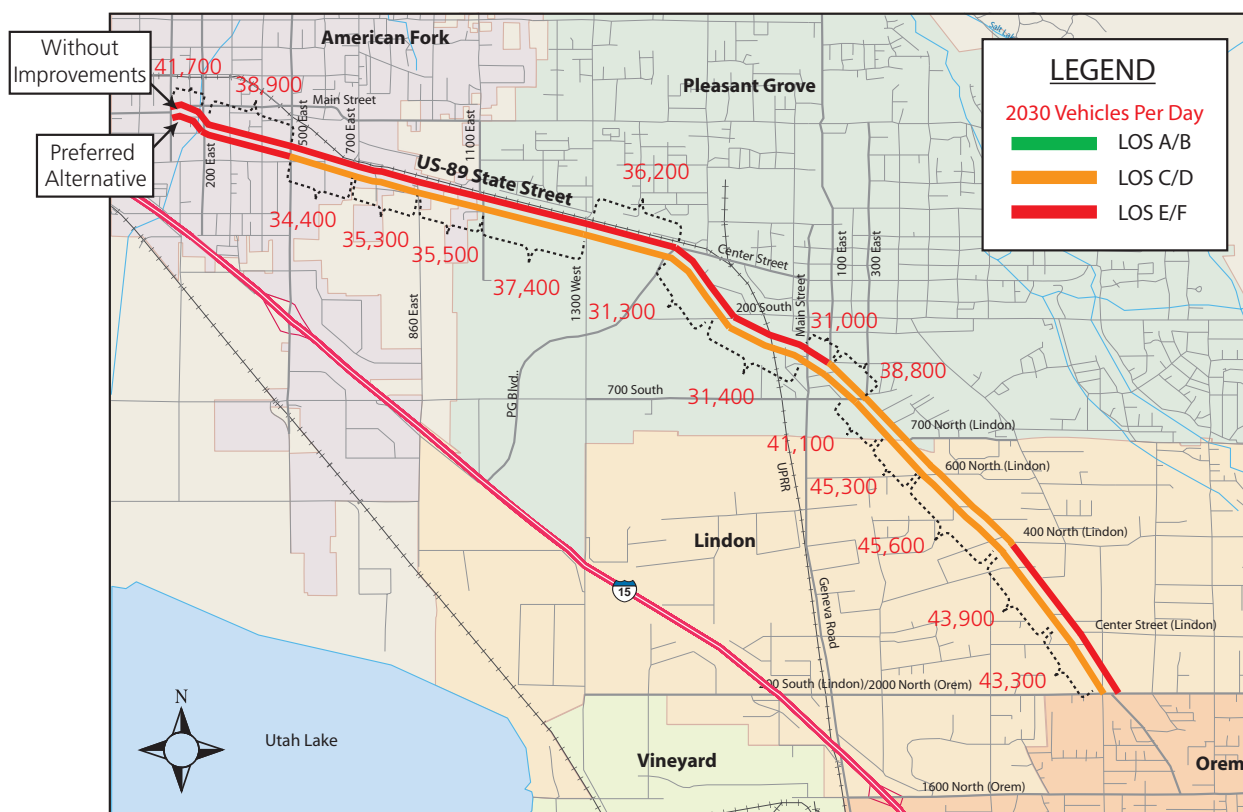 American Fork
Without
Improvements
41,700
38,900
Main Street
Pleasant Grove
Salt Lake
LEGEND
2030 Vehicles Per Day
LOS A/B
LOS C/D
LOS E/F
Preferred
Alternative
200 East
500 East
700 East
1100 East
US-89 State Street
36,200
34,400
35,300
35,500
37,400
31,300
860 East
1300 West
PG Blvd..
Center Street
200 South
Main Street
100 East
300 East
31,000
38,800
31,400
700 South
41,100
700 North (Lindon)
600 North (Lindon)
45,300
UPRR
Lindon
45,600
400 North (Lindon)
15
Geneva Road
43,900
Center Street (Lindon)
43,300
South (Lindon)/2000 North (Orem)
N
Utah Lake
Vineyard
Orem
1600 North (Orem)